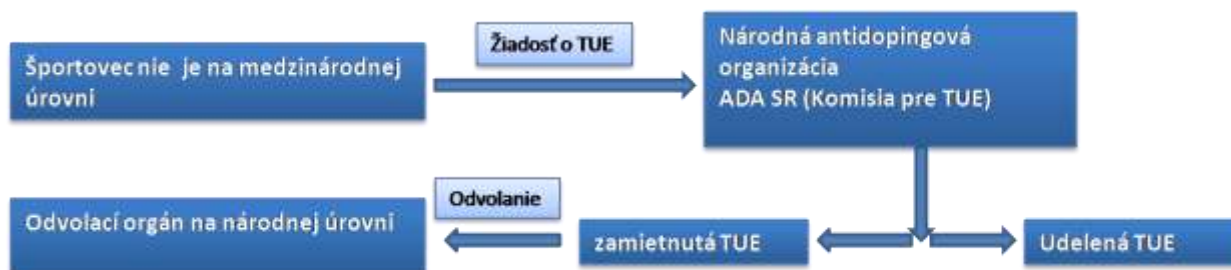 Športovec nie je na medzinárodnej
úrovni
Žiadosť o TUE
Národná antidopingová
organizácia
ADA SR (Komisia pre TUE)
Odvolací orgán na národnej úrovni
Odvolanie
zamietnutá TUE
Udelená TUE